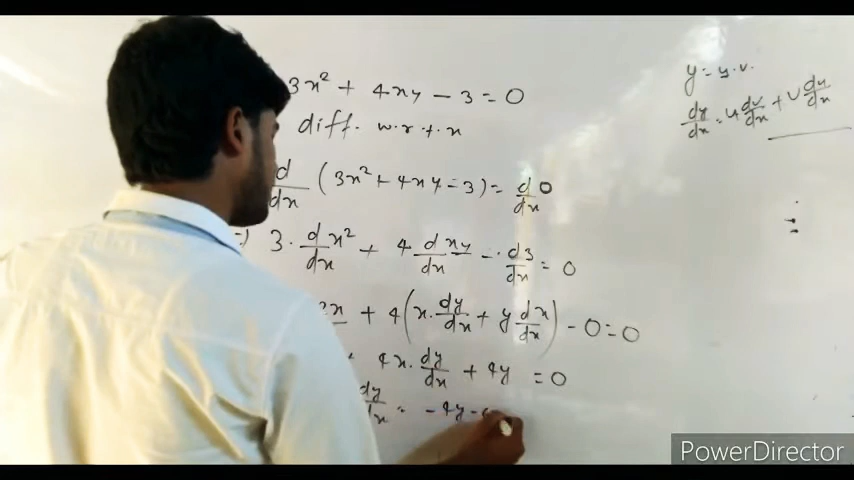 3x² + 4xy - 3 = 0
diff. w.r.t. x
d/dx (3x² + 4xy - 3) = d/dx 0
3 · d/dx x² + 4 d/dx xy - · d3/dx = 0
2x + 4(x · dy/dx + y dx/dx) - 0 = 0
4x · dy/dx + 4y = 0
dy/dx = -4y -
y = u.v.
dy/dx = u dv/dx + v du/dx
PowerDirector